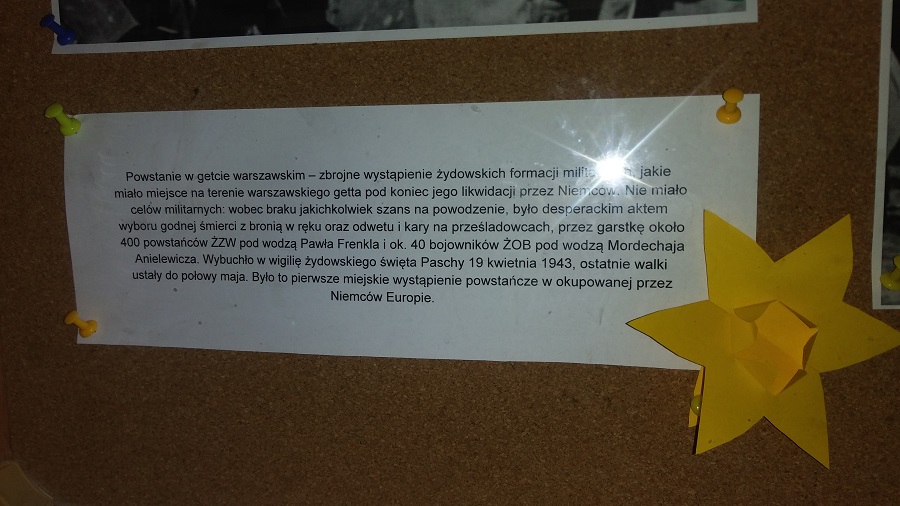 Powstanie w getcie warszawskim – zbrojne wystąpienie żydowskich formacji jakie
miało miejsce na terenie warszawskiego getta pod koniec jego likwidacji przez Niemców. Nie miało
celów militarnych: wobec braku jakichkolwiek szans na powodzenie, było desperackim aktem
wyboru godnej śmierci z bronią w ręku oraz odwetu i kary na prześladowcach, przez garstkę około
400 powstańców ŻZW pod wodzą Pawła Frenkla i ok. 40 bojowników ŻOB pod wodzą Mordechaja
Anielewicza. Wybuchło w wigilię żydowskiego święta Paschy 19 kwietnia 1943, ostatnie walki
ustały do połowy maja. Było to pierwsze miejskie wystąpienie powstańcze w okupowanej przez
Niemców Europie.